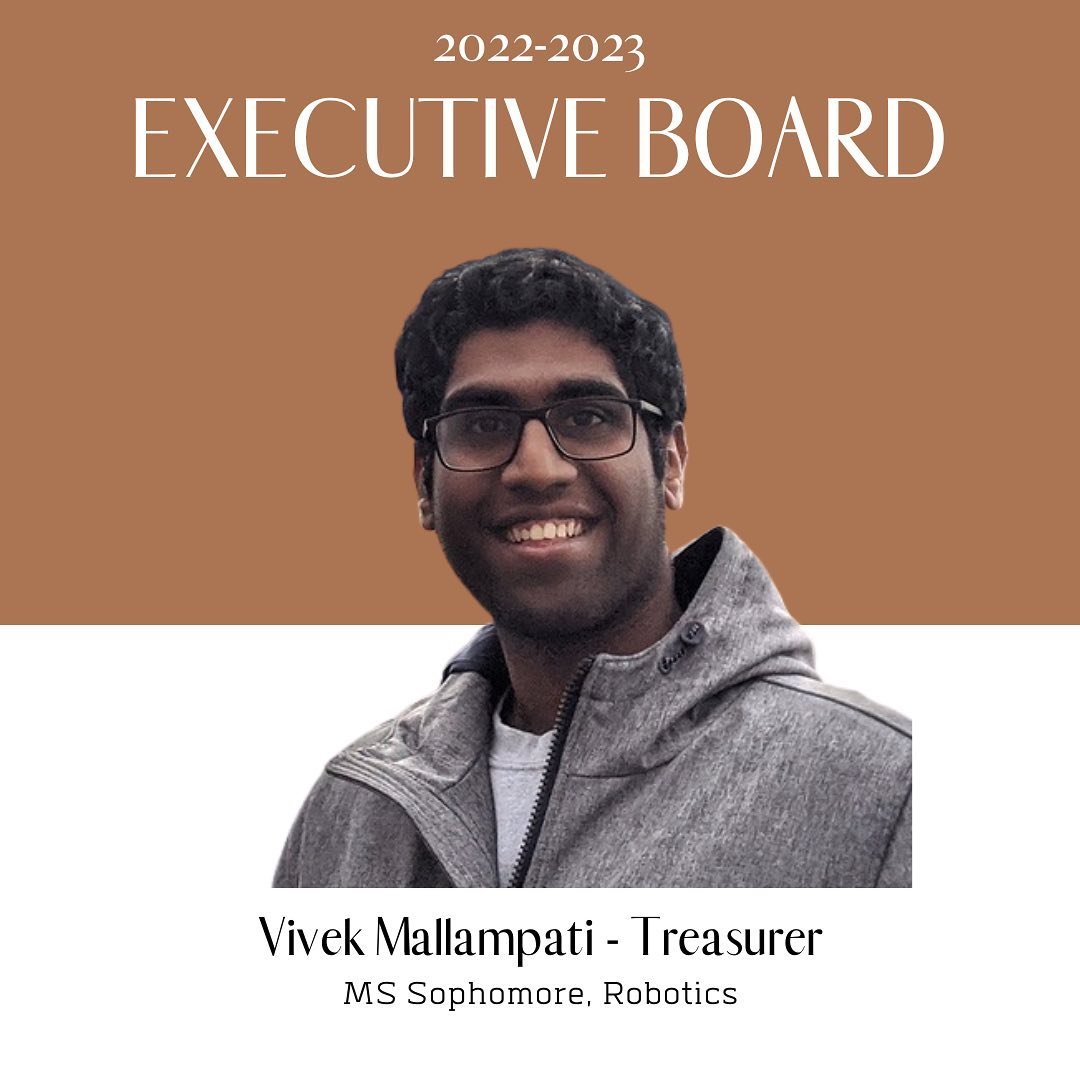 2022-2023
EXECUTIVE BOARD
Vivek Mallampati - Treasurer
MS Sophomore, Robotics